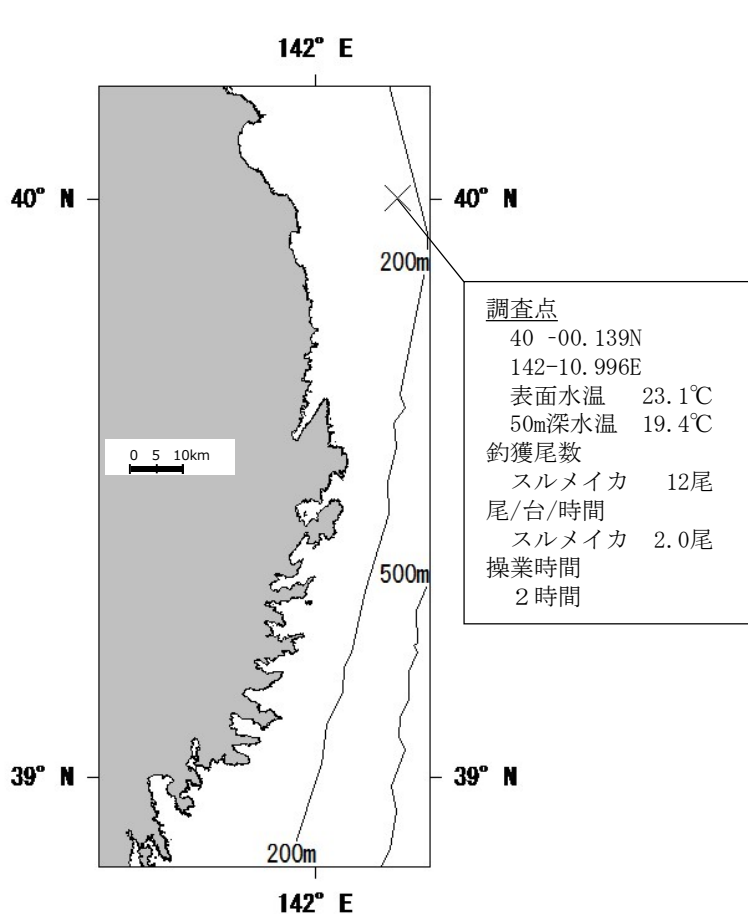 142° E
40° N
40° N
200m
調査点
40 -00.139N
142-10.996E
表面水温 23.1℃
50m深水温 19.4℃
釣獲尾数
スルメイカ 12尾
尾/台/時間
スルメイカ 2.0尾
操業時間
２時間
0 5 10km
500m
39° N
39° N
200m
142° E